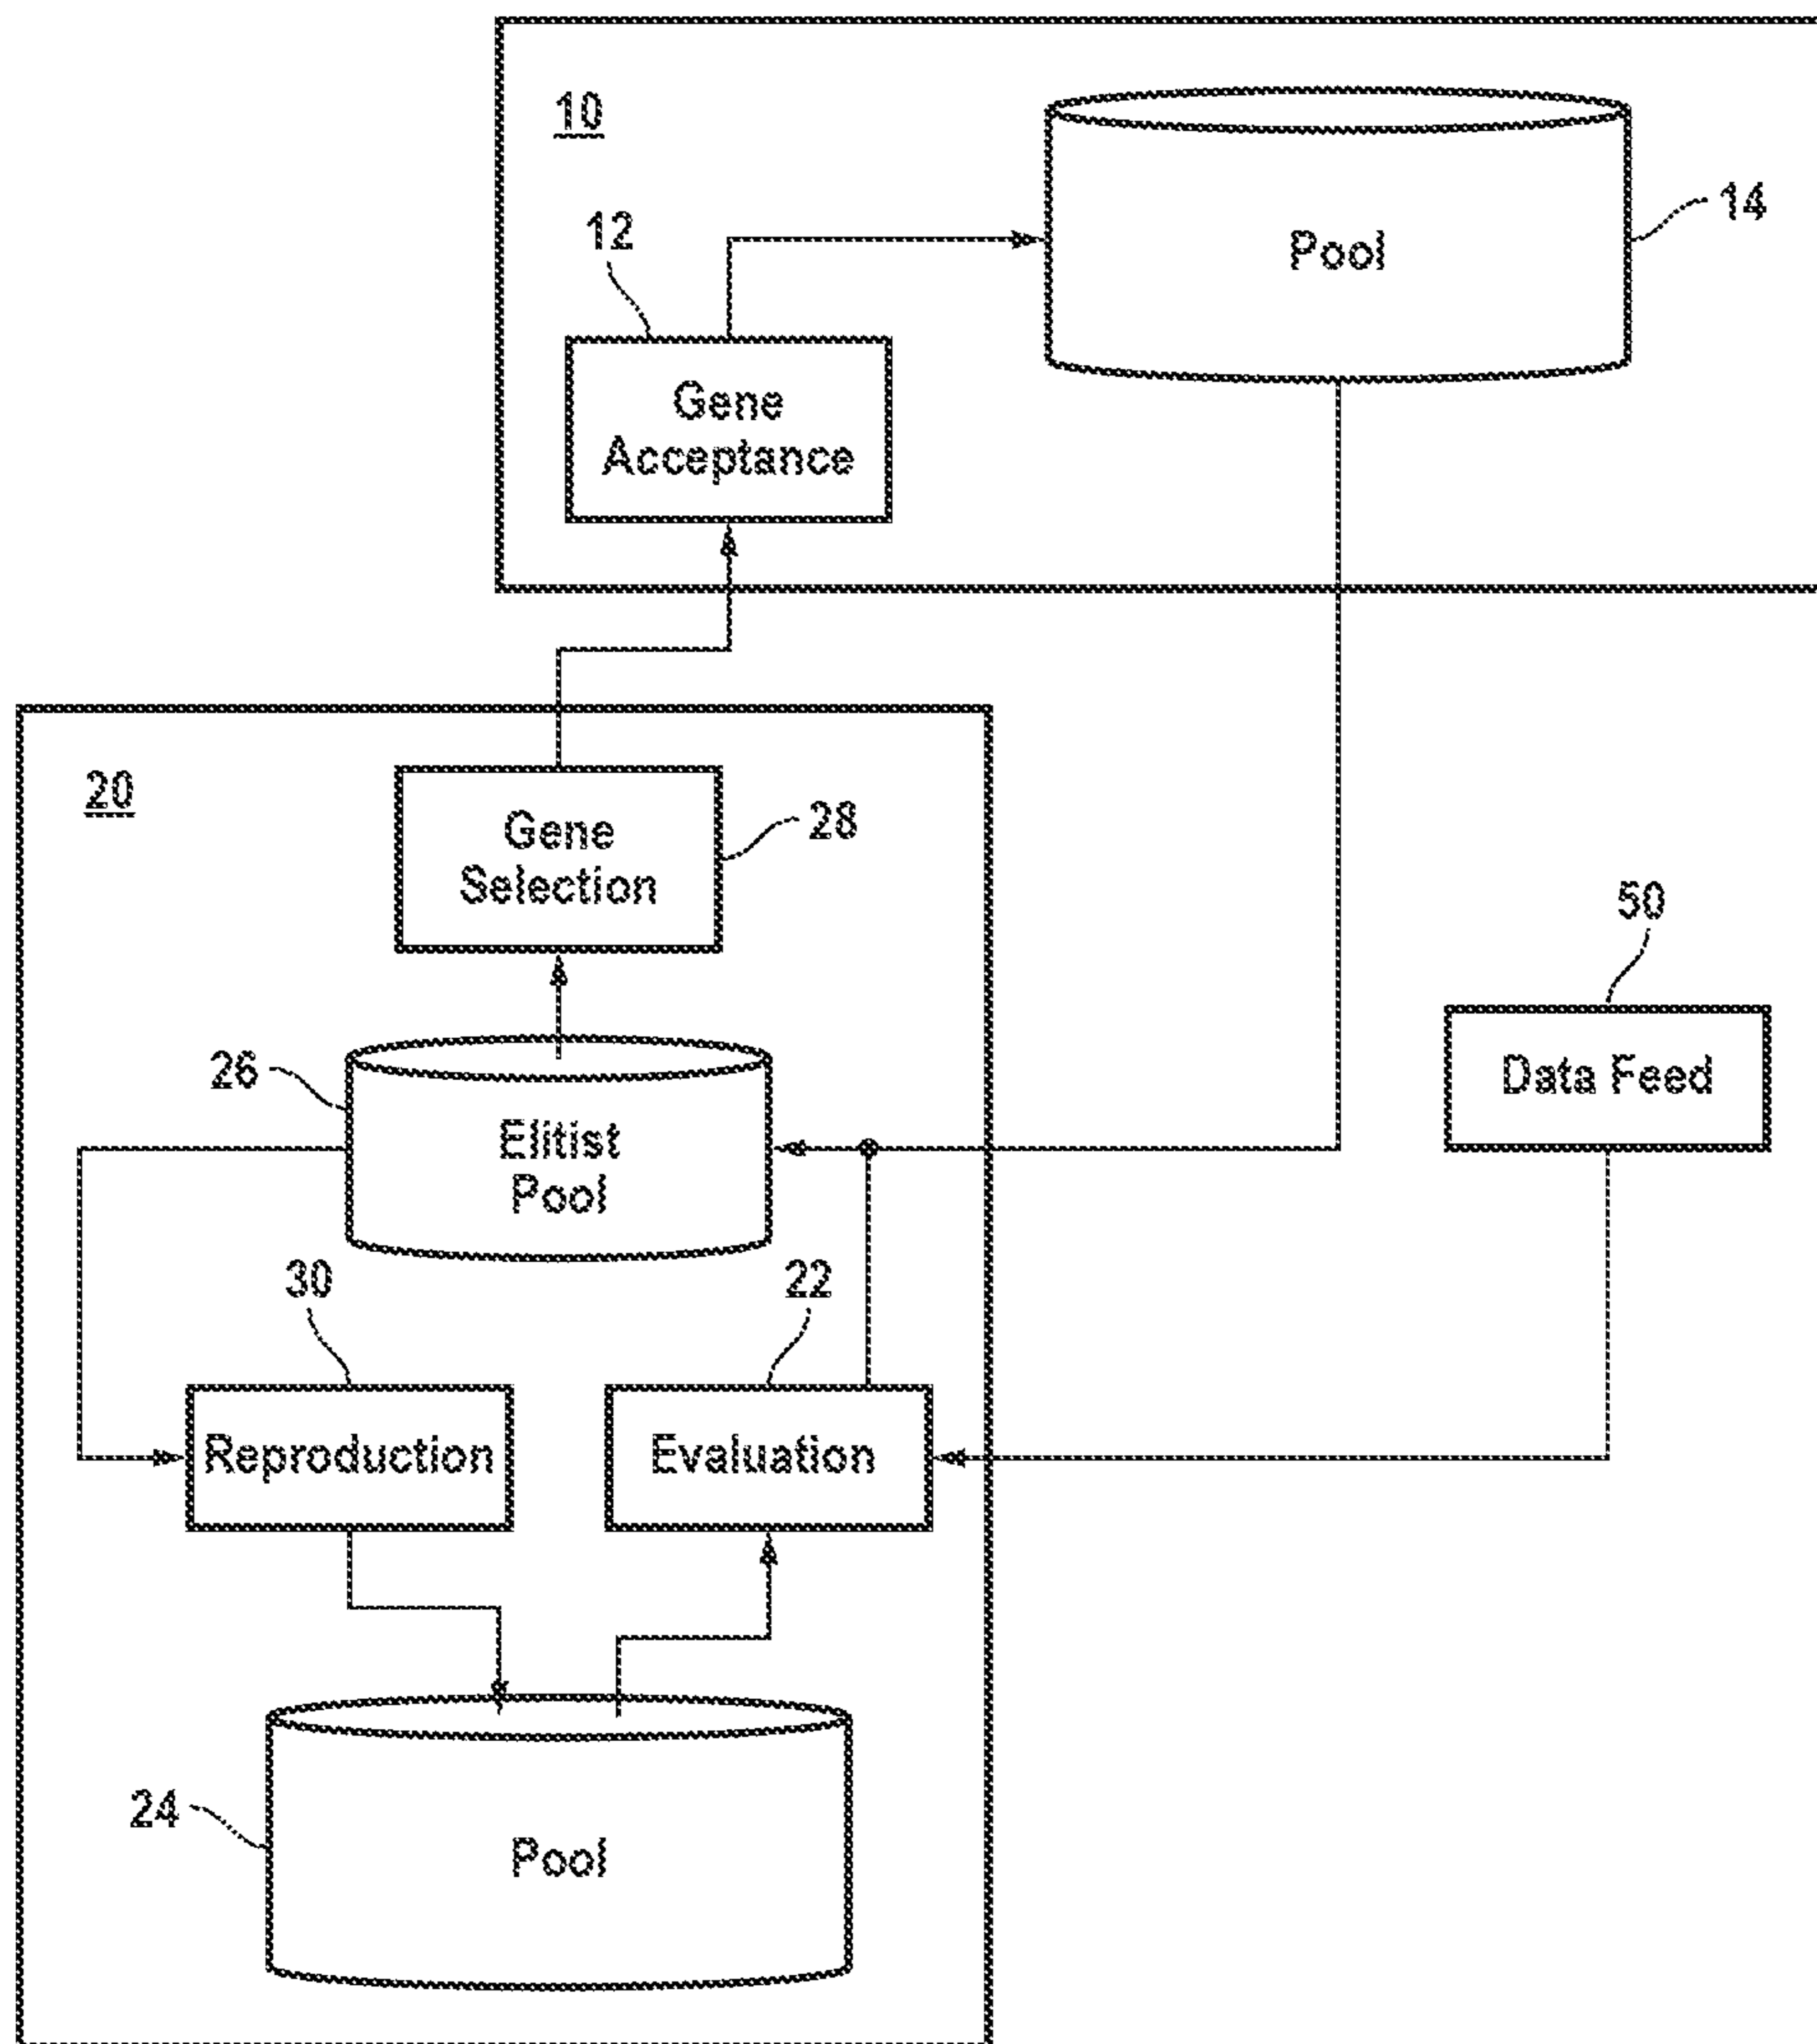 10
14
12
Pool
Gene
Acceptance
20
Gene
Selection
28
50
26
Data Feed
Elitist
Pool
30
22
Reproduction
Evaluation
24
Pool